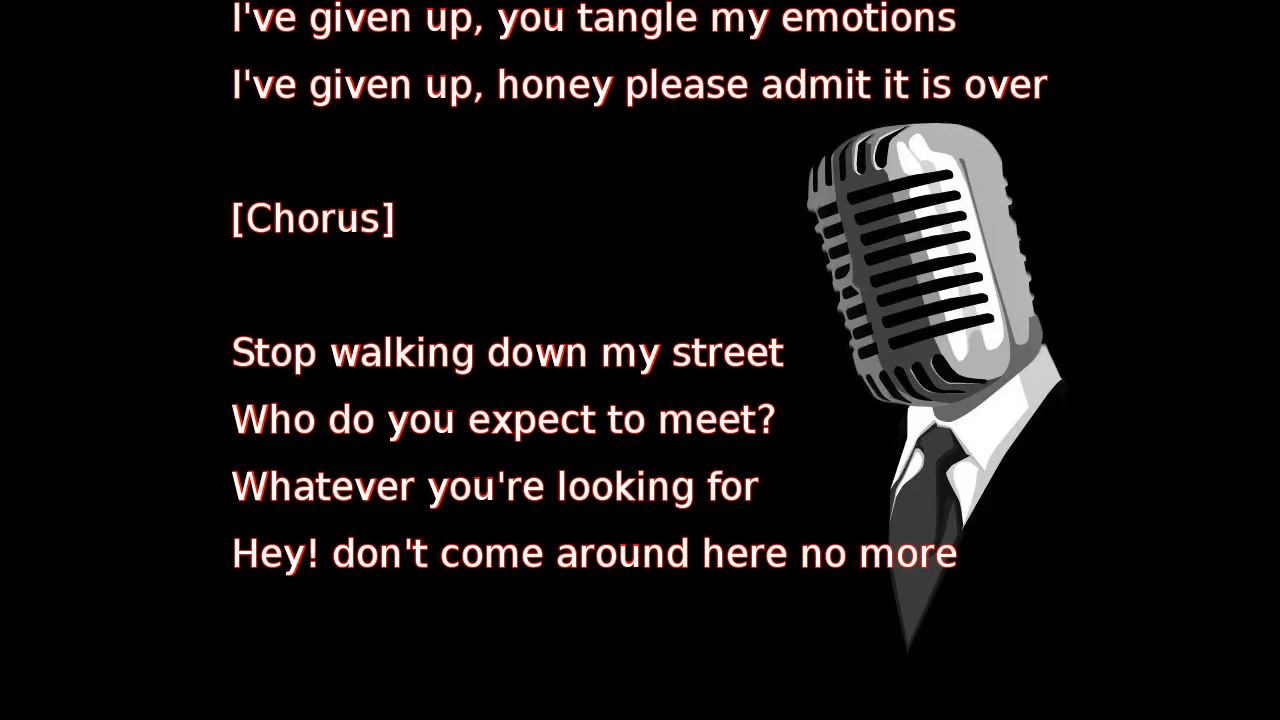 I've given up, you tangle my emotions
I've given up, honey please admit it is over
[Chorus]
Stop walking down my street
Who do you expect to meet?
Whatever you're looking for
Hey! don't come around here no more